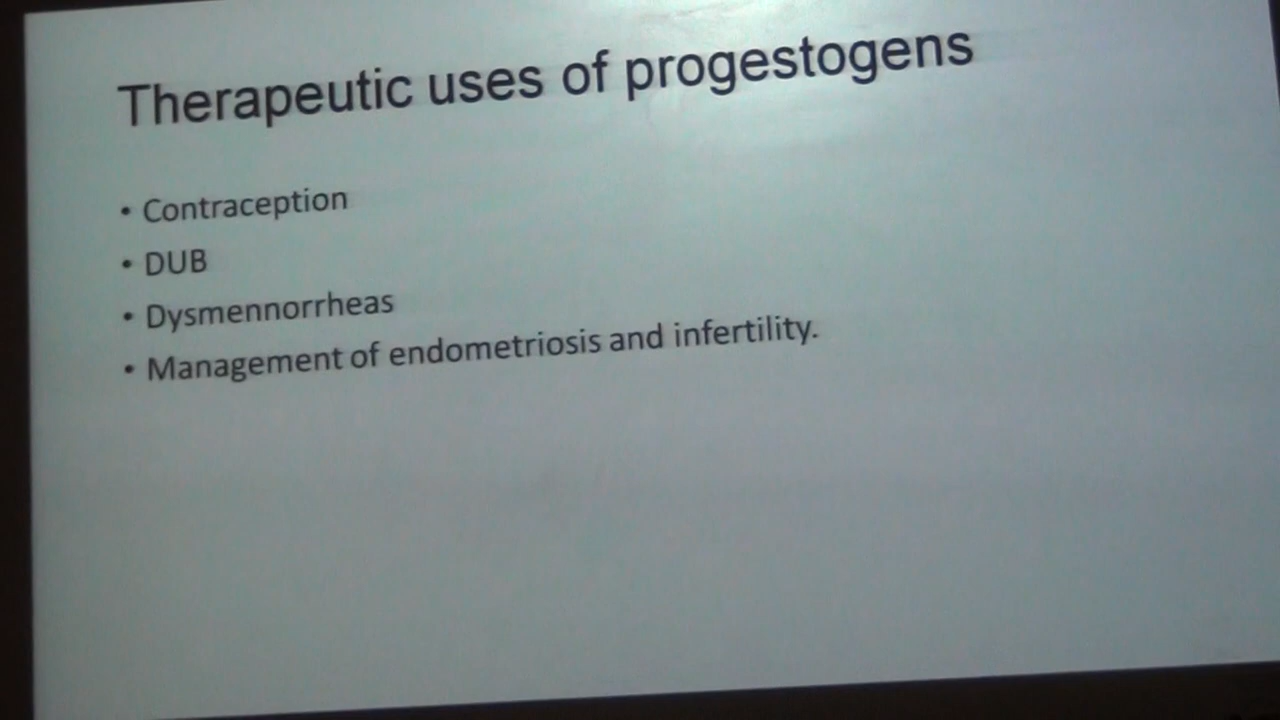 Therapeutic uses of progestogens
• Contraception
• DUB
• Dysmennorrheas
• Management of endometriosis and infertility.